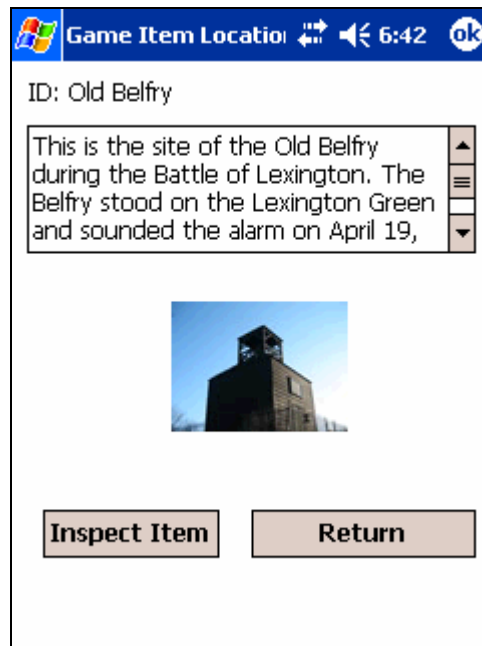 Game Item Location 6:42 ok
ID: Old Belfry
This is the site of the Old Belfry
during the Battle of Lexington. The
Belfry stood on the Lexington Green
and sounded the alarm on April 19,
Inspect Item Return